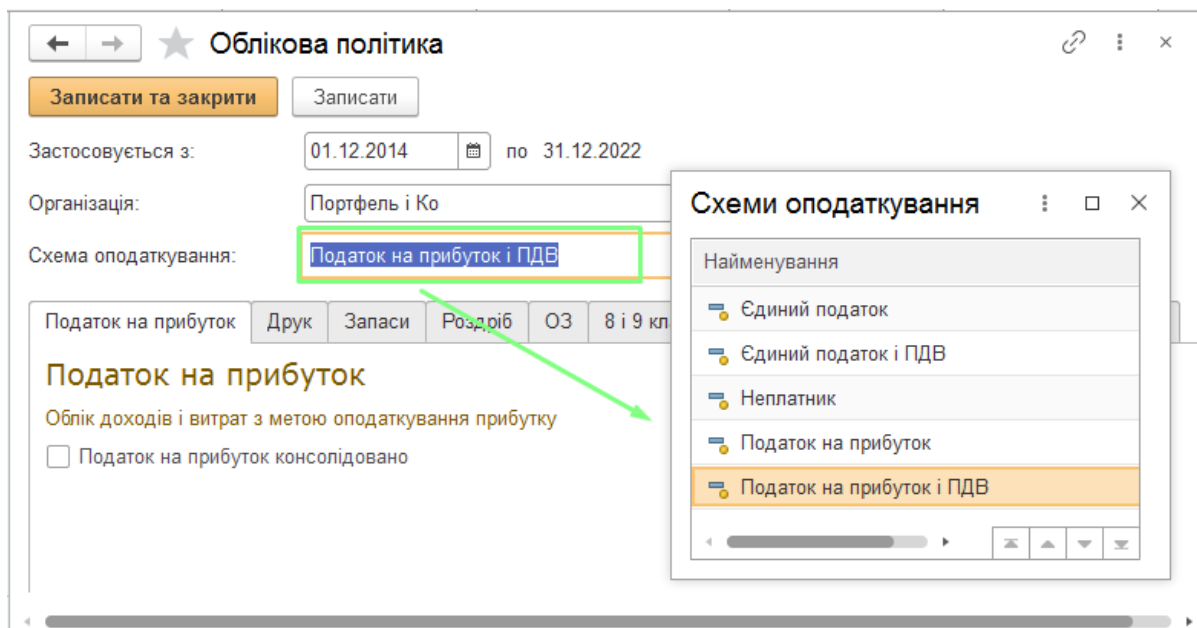 Облікова політика
Записати та закрити Записати
Застосовується з: 01.12.2014 по 31.12.2022
Організація: Портфель і Ко
Схема оподаткування: Податок на прибуток і ПДВ
Податок на прибуток Друк Запаси Роздріб ОЗ 8 і 9
Податок на прибуток
Облік доходів і витрат з метою оподаткування прибутку
Податок на прибуток консолідовано
Схеми оподаткування
Найменування
Єдиний податок
Єдиний податок і ПДВ
Неплатник
Податок на прибуток
Податок на прибуток і ПДВ